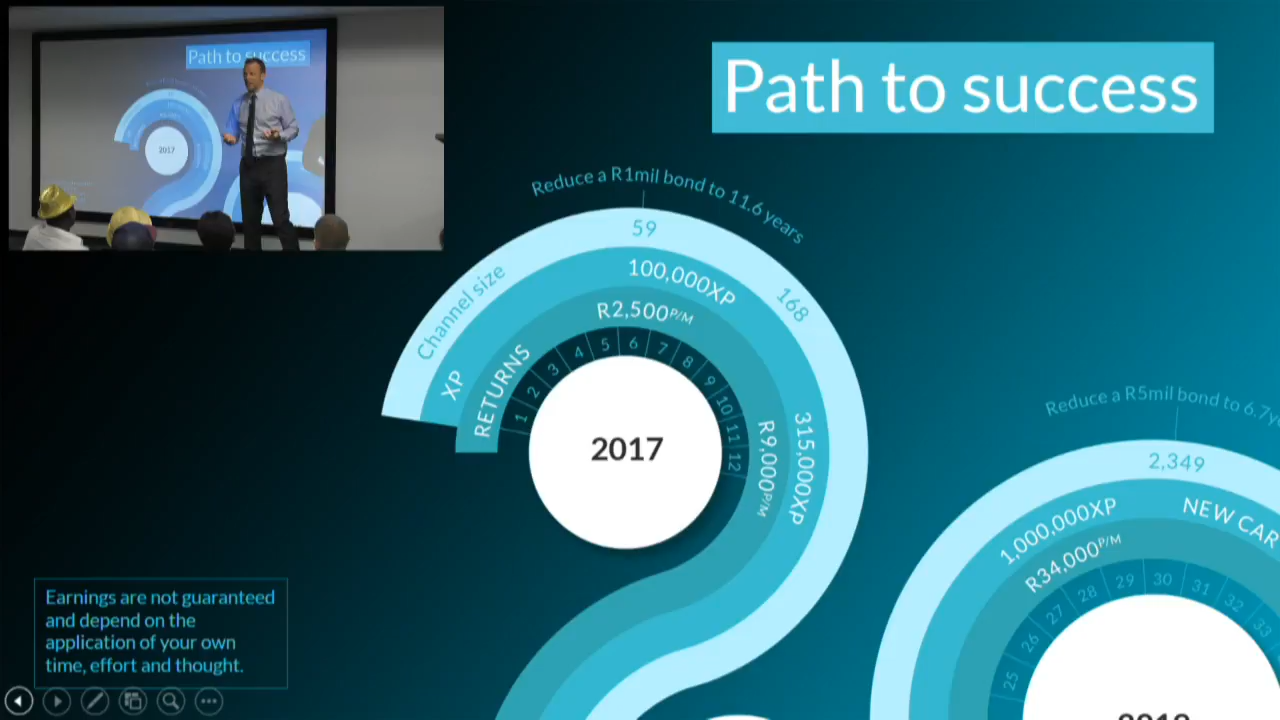 Path to success
2017
Path to success
Reduce a R1mil bond to 11.6 years
Channel size
59
168
XP
100,000XP
315,000XP
RETURNS
R2,500P/M
R9,000P/M
1 2 3 4 5 6 7 8 9 10 11 12
2017
Reduce a R5mil bond to 6.7y
2,349
1,000,000XP
NEW CAR
R34,000P/M
25 26 27 28 29 30 31 32 33
Earnings are not guaranteed
and depend on the
application of your own
time, effort and thought.